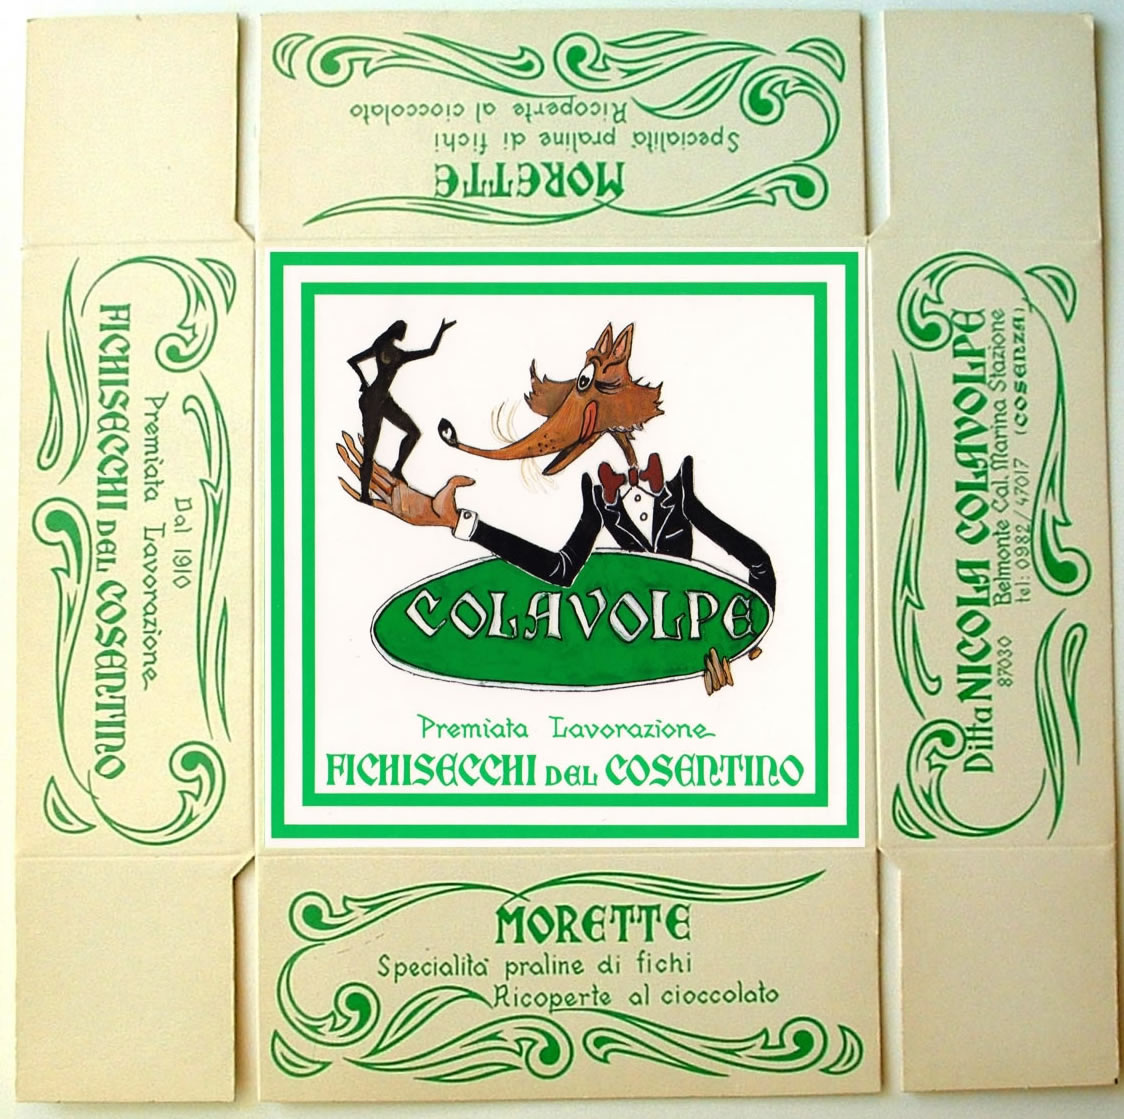 MORETTE
Specialità praline di fichi
Ricoperte al cioccolato
FICHISECCHI DEL COSENTINO
Premiata Lavorazione
Dal 1910
COLAVOLPE
Premiata Lavorazione
FICHISECCHI DEL COSENTINO
Ditta NICOLA COLAVOLPE
87030 Belmonte Cal. Marina Stazione
tel: 0982/47017 (COSENZA)
MORETTE
Specialità praline di fichi
Ricoperte al cioccolato